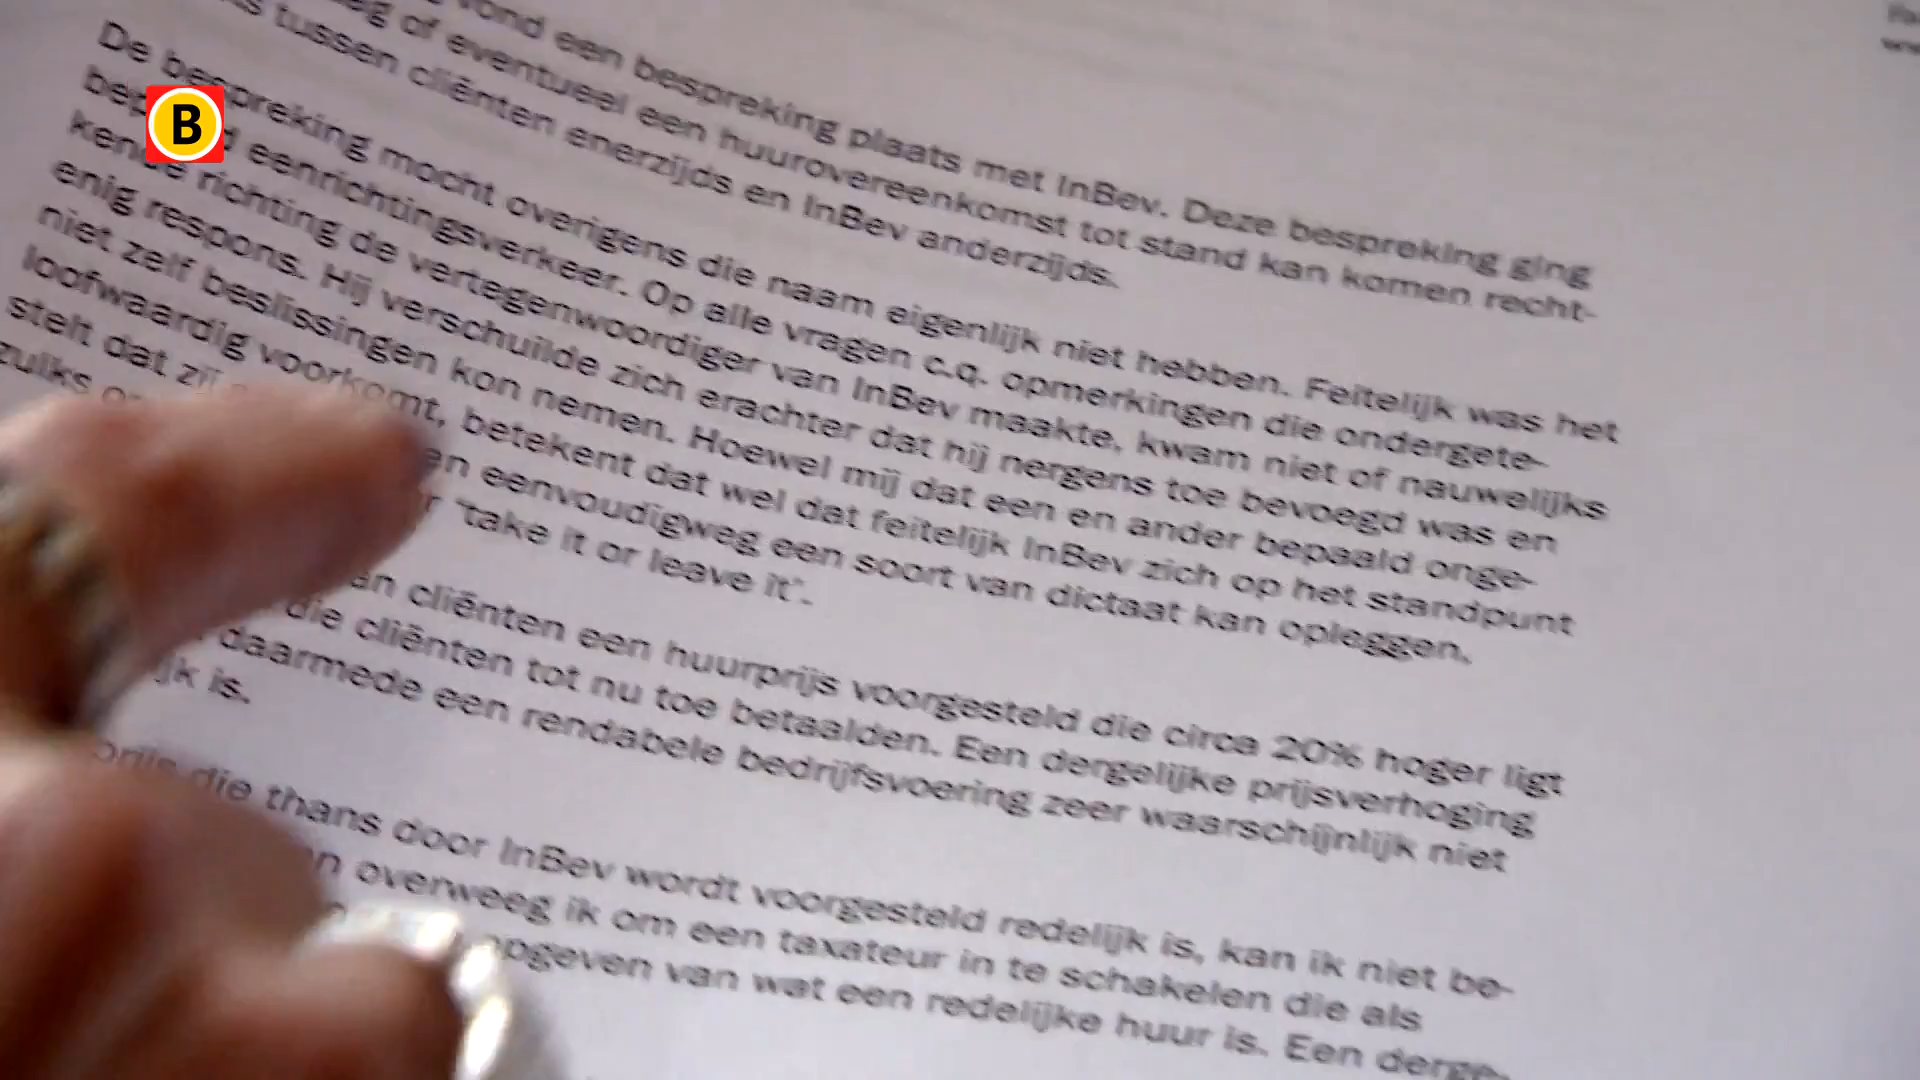 vond een bespreking plaats met InBev. Deze bespreking ging
of eventueel een huurovereenkomst tot stand kan komen recht-
tussen cliënten enerzijds en InBev anderzijds.
De bespreking mocht overigens die naam eigenlijk niet hebben. Feitelijk was het
eenrichtingsverkeer. Op alle vragen c.q. opmerkingen die ondergete-
kende richting de vertegenwoordiger van InBev maakte, kwam niet of nauwelijks
enig respons. Hij verschuilde zich erachter dat hij nergens toe bevoegd was en
niet zelf beslissingen kon nemen. Hoewel mij dat een en ander bepaald onge-
loofwaardig voorkomt, betekent dat wel dat feitelijk InBev zich op het standpunt
stelt dat zij en eenvoudigweg een soort van dictaat kan opleggen,
zulks "take it or leave it".
cliënten een huurprijs voorgesteld die circa 20% hoger ligt
die cliënten tot nu toe betaalden. Een dergelijke prijsverhoging
daarmede een rendabele bedrijfsvoering zeer waarschijnlijk niet
is.
die thans door InBev wordt voorgesteld redelijk is, kan ik niet be-
overweeg ik om een taxateur in te schakelen die als
opgeven van wat een redelijke huur is. Een derge-
B